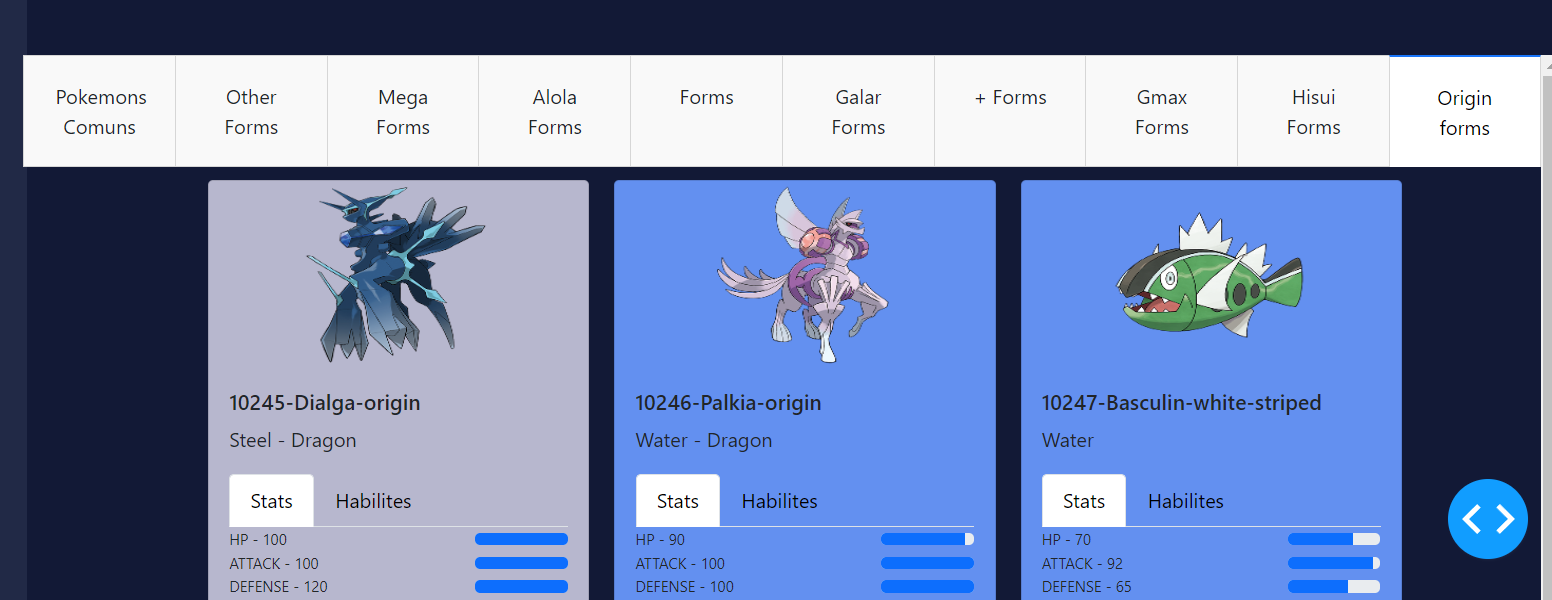 Pokemons
Comuns
Other
Forms
Mega
Forms
Alola
Forms
Forms
Galar
Forms
+ Forms
Gmax
Forms
Hisui
Forms
Origin
forms
10245-Dialga-origin
Steel - Dragon
Stats Habilites
HP - 100
ATTACK - 100
DEFENSE - 120
10246-Palkia-origin
Water - Dragon
Stats Habilites
HP - 90
ATTACK - 100
DEFENSE - 100
10247-Basculin-white-striped
Water
Stats Habilites
HP - 70
ATTACK - 92
DEFENSE - 65